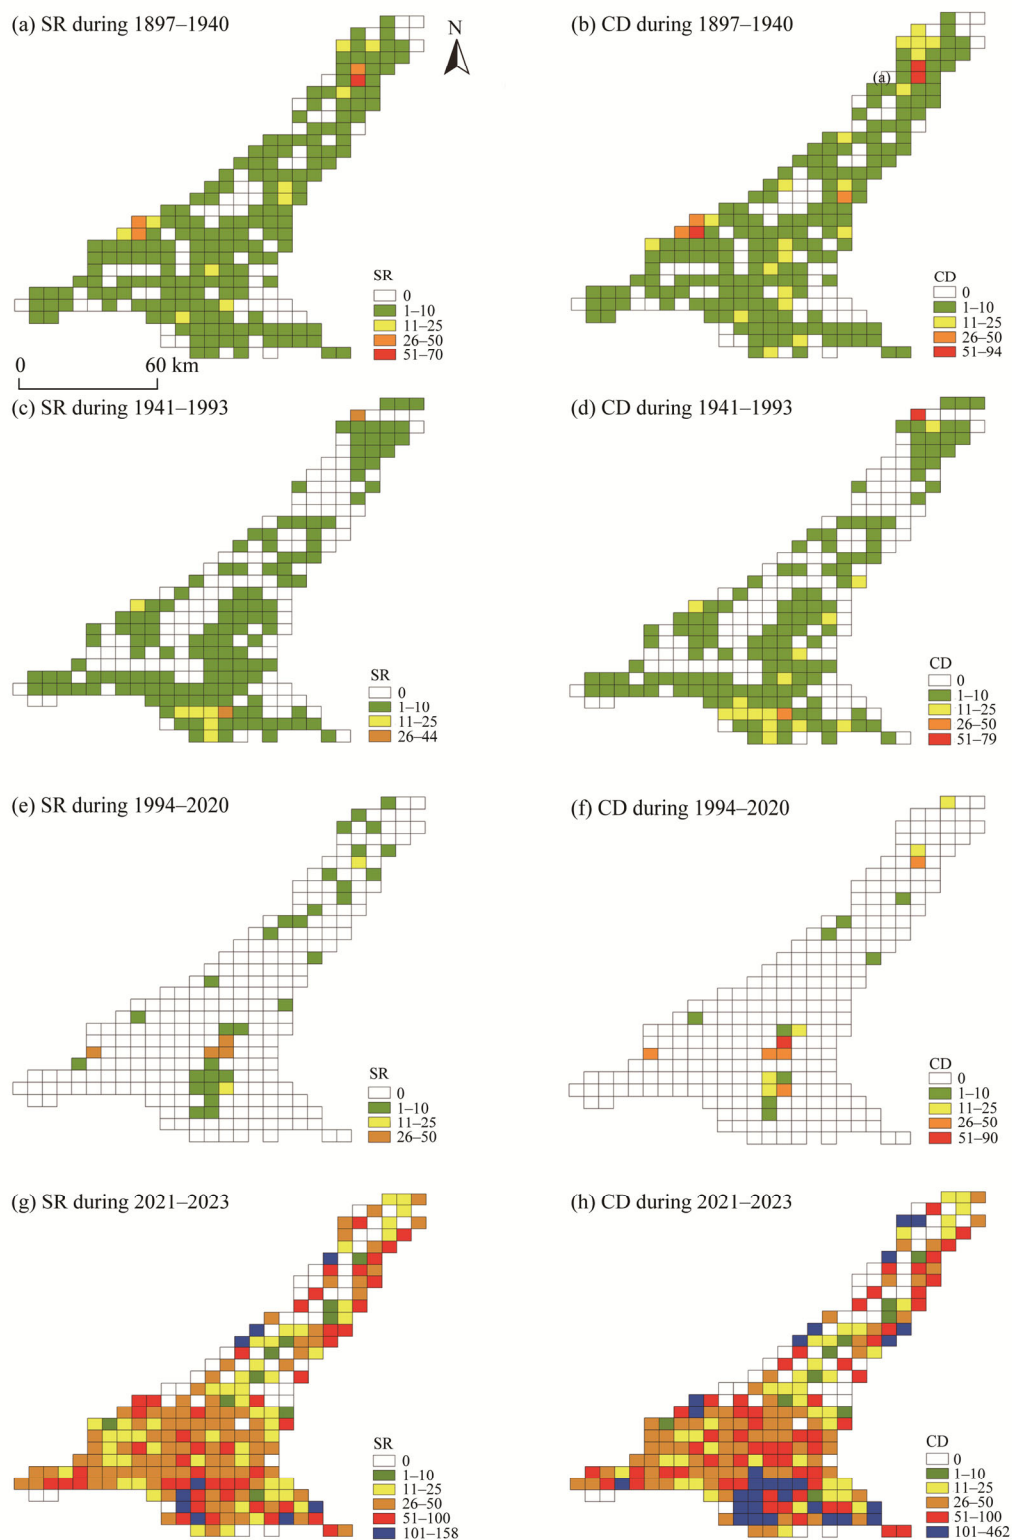 (a) SR during 1897–1940
N
SR
0
1–10
11–25
26–50
51–70
0 60 km
(b) CD during 1897–1940
(a)
CD
0
1–10
11–25
26–50
51–94
(c) SR during 1941–1993
SR
0
1–10
11–25
26–44
(d) CD during 1941–1993
CD
0
1–10
11–25
26–50
51–79
(e) SR during 1994–2020
SR
0
1–10
11–25
26–50
(f) CD during 1994–2020
CD
0
1–10
11–25
26–50
51–90
(g) SR during 2021–2023
SR
0
1–10
11–25
26–50
51–100
101–158
(h) CD during 2021–2023
CD
0
1–10
11–25
26–50
51–100
101–462